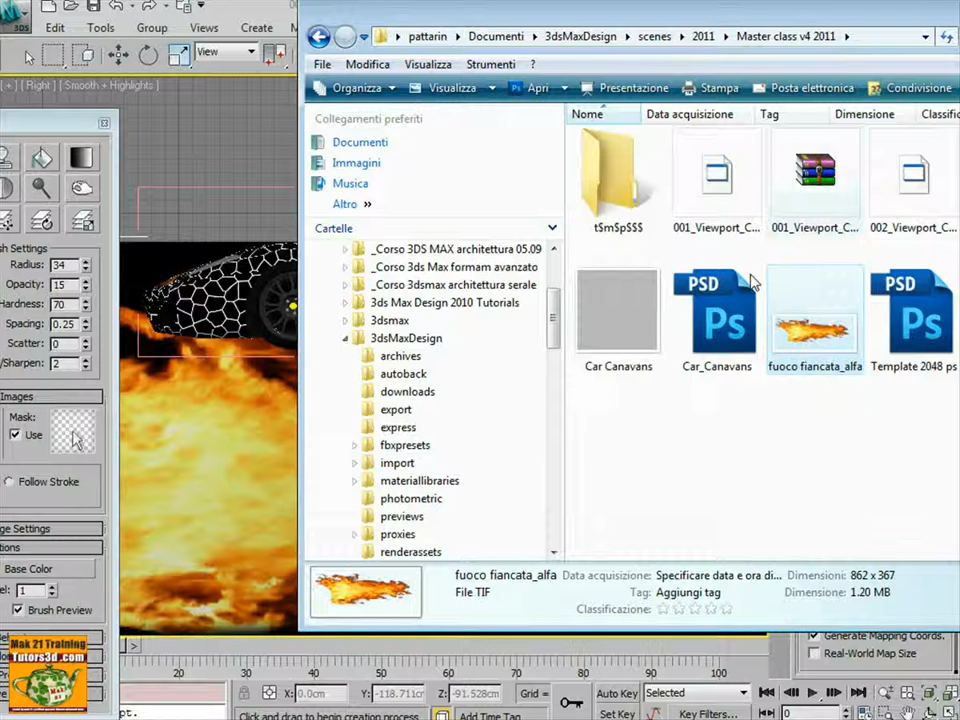 3DS
Edit Tools Group Views Create
View
[ + ] [ Right ] [ Smooth + Highlights ]
Settings
Radius: 34
Opacity: 15
Hardness: 70
Spacing: 0.25
Scatter: 0
/Sharpen: 2
Images
Mask:
Use
Follow Stroke
Settings
Base Color
1
Brush Preview
Mak 21 Training
Tutors3d.com
pattarin Documenti 3dsMaxDesign scenes 2011 Master class v4 2011
File Modifica Visualizza Strumenti ?
Organizza Visualizza Apri Presentazione Stampa Posta elettronica Condivisione
Collegamenti preferiti
Documenti
Immagini
Musica
Altro »
Cartelle
_Corso 3DS MAX architettura 05.09
_Corso 3ds Max formam avanzato
_Corso 3dsmax architettura serale
3ds Max Design 2010 Tutorials
3dsmax
3dsMaxDesign
archives
autoback
downloads
export
express
fbxpresets
import
materiallibraries
photometric
previews
proxies
renderassets
Nome Data acquisizione Tag Dimensione Classifi
t$m$p$$$ 001_Viewport_C... 001_Viewport_C... 002_Viewport_C...
PSD Ps PSD Ps
Car Canavans Car_Canavans fuoco fiancata_alfa Template 2048 ps
fuoco fiancata_alfa Data acquisizione: Specificare data e ora di... Dimensioni: 862 x 367
File TIF Tag: Aggiungi tag Dimensione: 1.20 MB
Classificazione:
Generate Mapping Coords.
Real-World Map Size
20 30 40 50 60 70 80 90 100
X: 0.0cm Y: -118.711cm Z: -91.528cm Grid = Auto Key Selected
pt. Click and drag to begin creation process Add Time Tag Set Key Key Filters... 0